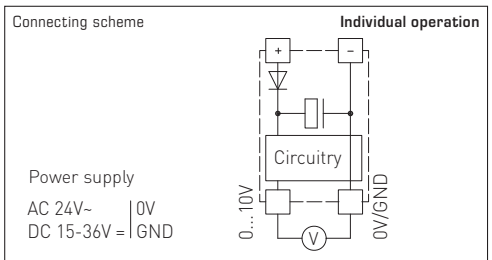 Connecting scheme
Individual operation
+
−
Circuitry
Power supply
AC 24V~ 0V
DC 15-36V = GND
0...10V
0V/GND
V